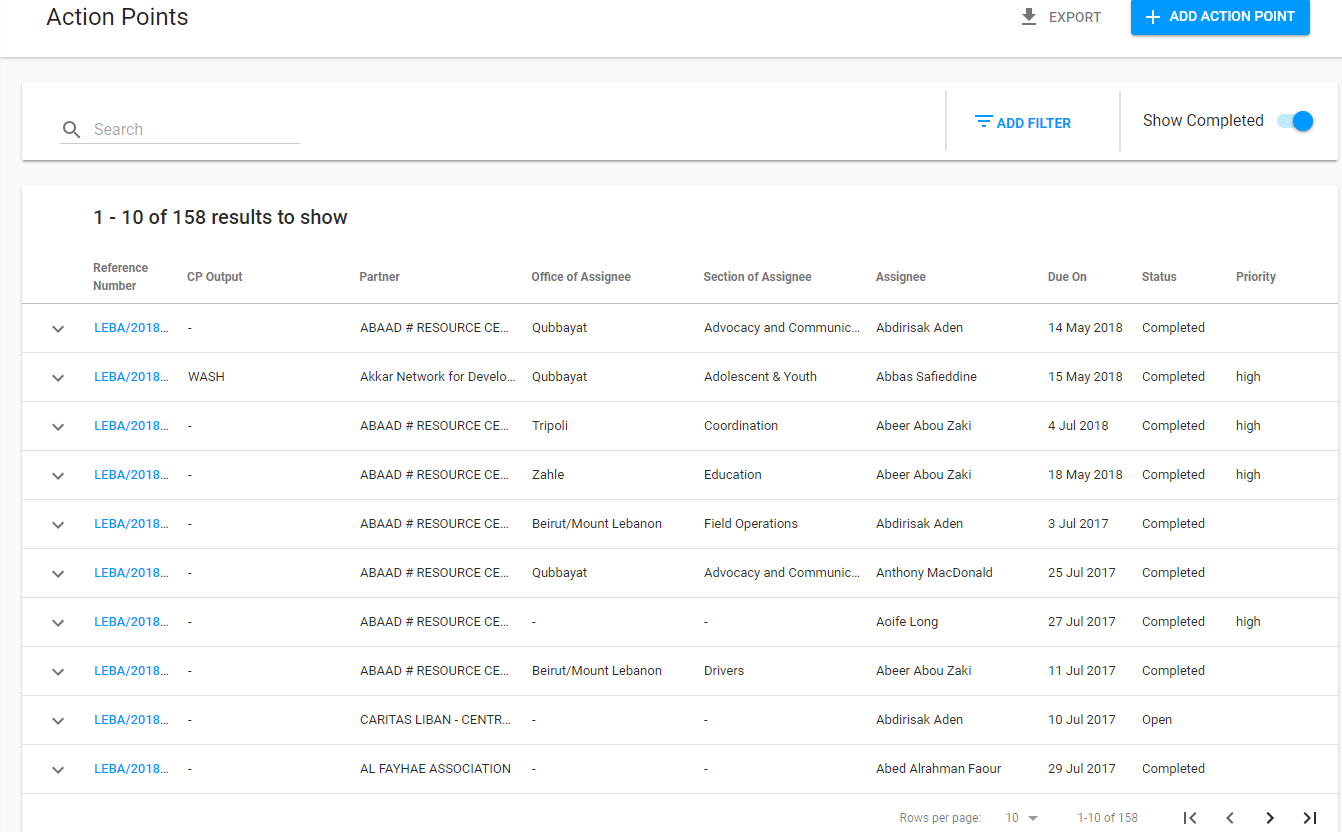 Action Points
EXPORT
ADD ACTION POINT
Search
ADD FILTER
Show Completed
1 - 10 of 158 results to show
Reference Number CP Output Partner Office of Assignee Section of Assignee Assignee Due On Status Priority
LEBA/2018... - ABAAD # RESOURCE CE... Qubbayat Advocacy and Communic... Abdirisak Aden 14 May 2018 Completed
LEBA/2018... WASH Akkar Network for Develo... Qubbayat Adolescent & Youth Abbas Safieddine 15 May 2018 Completed high
LEBA/2018... - ABAAD # RESOURCE CE... Tripoli Coordination Abeer Abou Zaki 4 Jul 2018 Completed high
LEBA/2018... - ABAAD # RESOURCE CE... Zahle Education Abeer Abou Zaki 18 May 2018 Completed high
LEBA/2018... - ABAAD # RESOURCE CE... Beirut/Mount Lebanon Field Operations Abdirisak Aden 3 Jul 2017 Completed
LEBA/2018... - ABAAD # RESOURCE CE... Qubbayat Advocacy and Communic... Anthony MacDonald 25 Jul 2017 Completed
LEBA/2018... - ABAAD # RESOURCE CE... - - Aoife Long 27 Jul 2017 Completed high
LEBA/2018... - ABAAD # RESOURCE CE... Beirut/Mount Lebanon Drivers Abeer Abou Zaki 11 Jul 2017 Completed
LEBA/2018... - CARITAS LIBAN - CENTR... - - Abdirisak Aden 10 Jul 2017 Open
LEBA/2018... - AL FAYHAE ASSOCIATION - - Abed Alrahman Faour 29 Jul 2017 Completed
Rows per page: 10 1-10 of 158